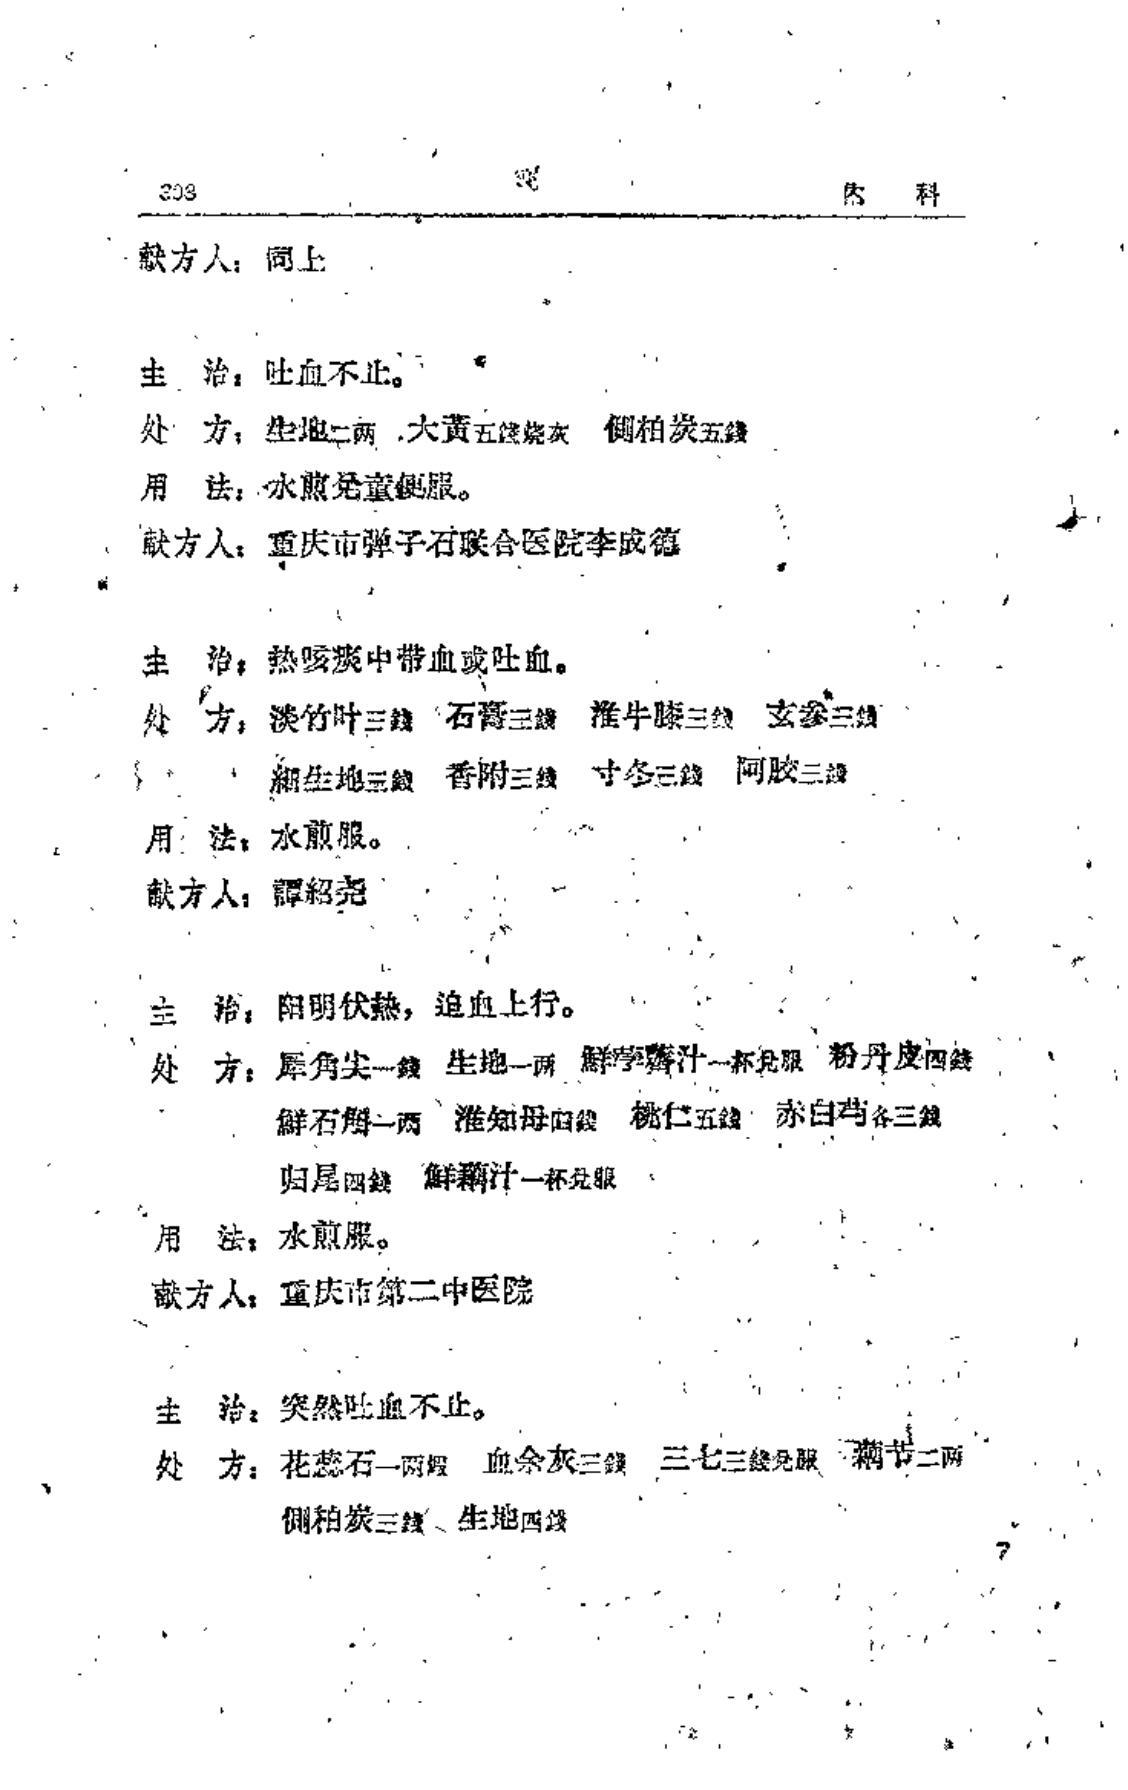 内　科
献方人：同上
主　治：吐血不止。
处　方：生地二两　大黄五錢烧灰　側柏炭五錢
用　法：水煎兌童便服。
献方人：重庆市弹子石联合医院李成德
主　治：热咳痰中带血或吐血。
处　方：淡竹叶三錢　石膏三錢　淮牛膝三錢　玄参三錢
細生地三錢　香附三錢　寸冬三錢　阿胶三錢
用　法：水煎服。
献方人：譚紹尧
主　治：阳明伏热，迫血上行。
处　方：犀角尖一錢　生地一两　鮮荸薺汁一杯兌服　粉丹皮四錢
鮮石斛一两　淮知母四錢　桃仁五錢　赤白芍各三錢
归尾四錢　鮮藕汁一杯兌服
用　法：水煎服。
献方人：重庆市第二中医院
主　治：突然吐血不止。
处　方：花蕊石一两煅　血余灰三錢　三七三錢兌服　藕节二两
側柏炭三錢、生地四錢
7